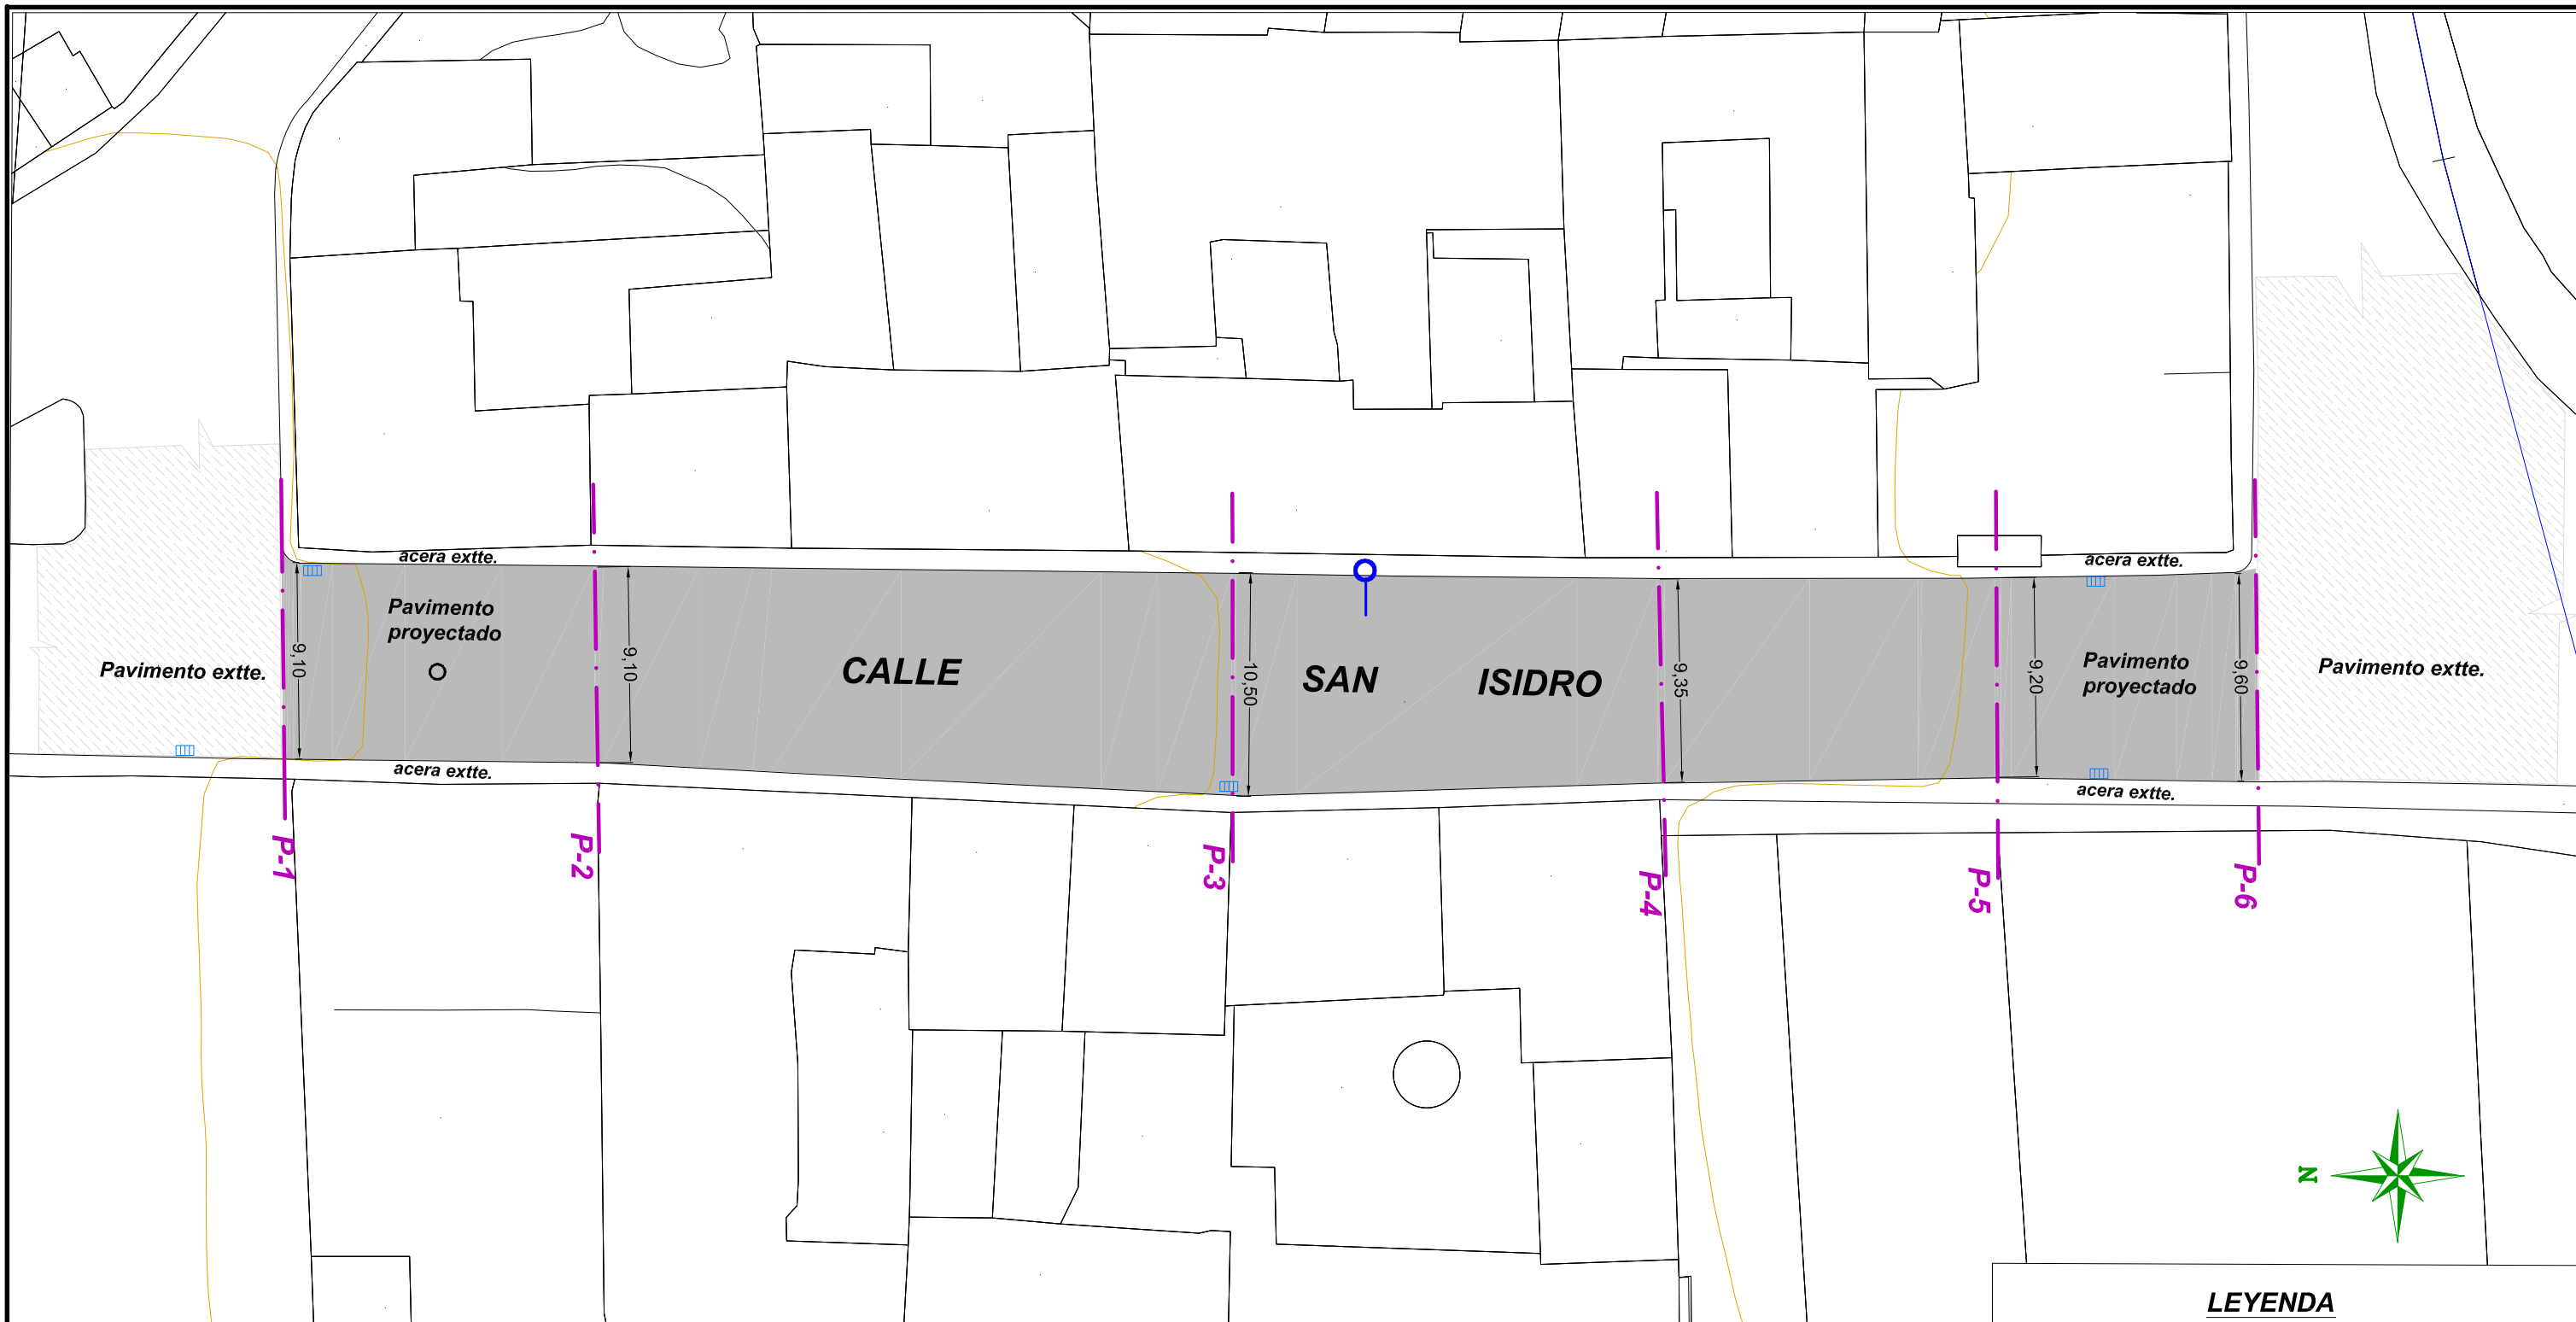 acera extte.
acera extte.
Pavimento
proyectado
Pavimento extte.
9,10
9,10
CALLE
10,50
SAN
ISIDRO
9,35
9,20
Pavimento
proyectado
9,60
Pavimento extte.
acera extte.
acera extte.
P-1
P-2
P-3
P-4
P-5
P-6
N
LEYENDA